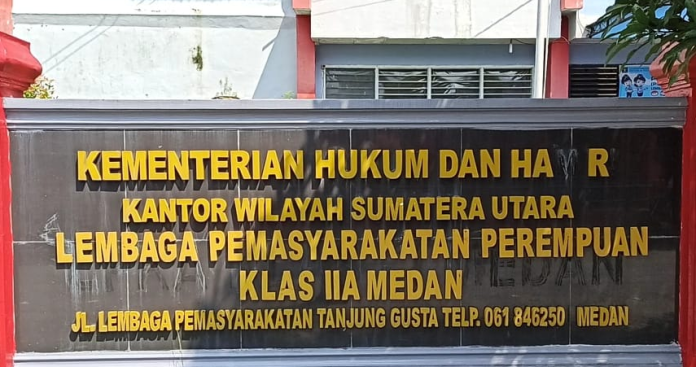 KEMENTERIAN HUKUM DAN HA R
KANTOR WILAYAH SUMATERA UTARA
LEMBAGA PEMASYARAKATAN PEREMPUAN
KLAS IIA MEDAN
JL. LEMBAGA PEMASYARAKATAN TANJUNG GUSTA TELP. 061 846250 MEDAN